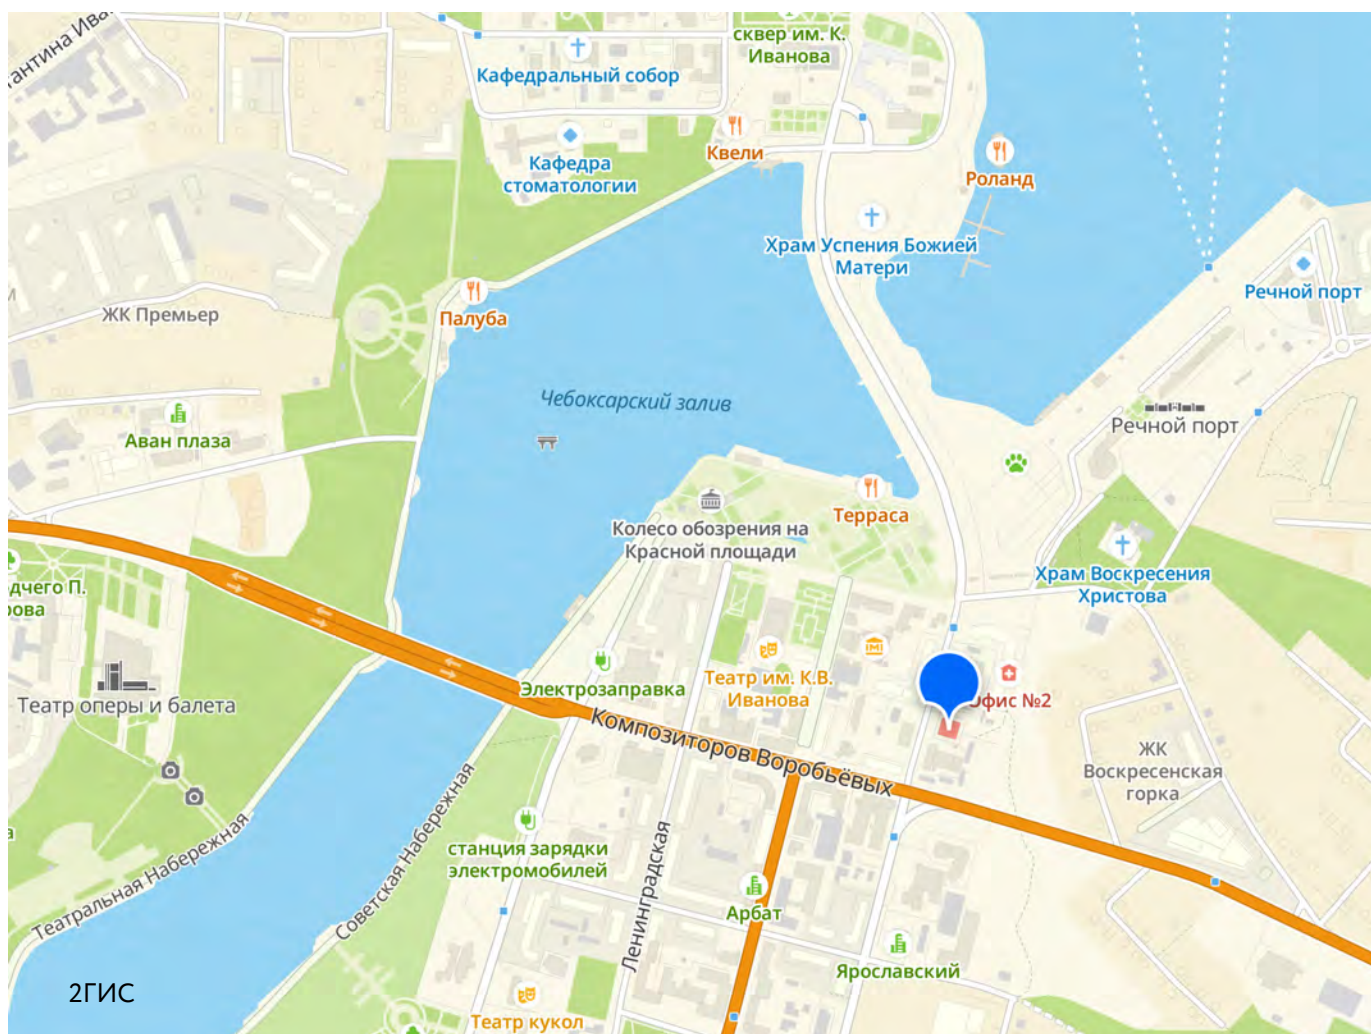 сквер им. К.
Иванова
Кафедральный собор
Квели
Кафедра
стоматологии
Роланд
Храм Успения Божией
Матери
Речной порт
ЖК Премьер
Палуба
Чебоксарский залив
Аван плаза
Речной порт
Терраса
Колесо обозрения на
Красной площади
Храм Воскресения
Христова
дчего П.
рова
Театр оперы и балета
Электрозаправка
Театр им. К.В.
Иванова
Офис №2
Композиторов Воробьёвых
ЖК
Воскресенская
горка
Театральная Набережная
Советская Набережная
станция зарядки
электромобилей
Ленинградская
Арбат
Ярославский
Театр кукол
2ГИС